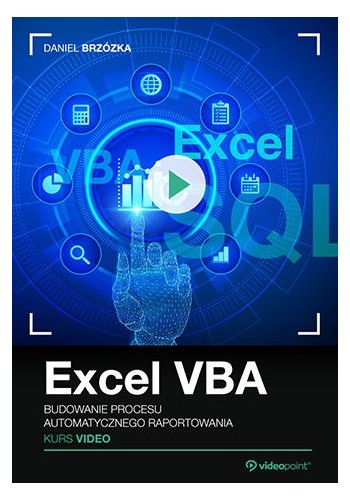 DANIEL BRZÓZKA
Excel
VBA
SQL
Excel VBA
BUDOWANIE PROCESU
AUTOMATYCZNEGO RAPORTOWANIA
KURS VIDEO
videopoint